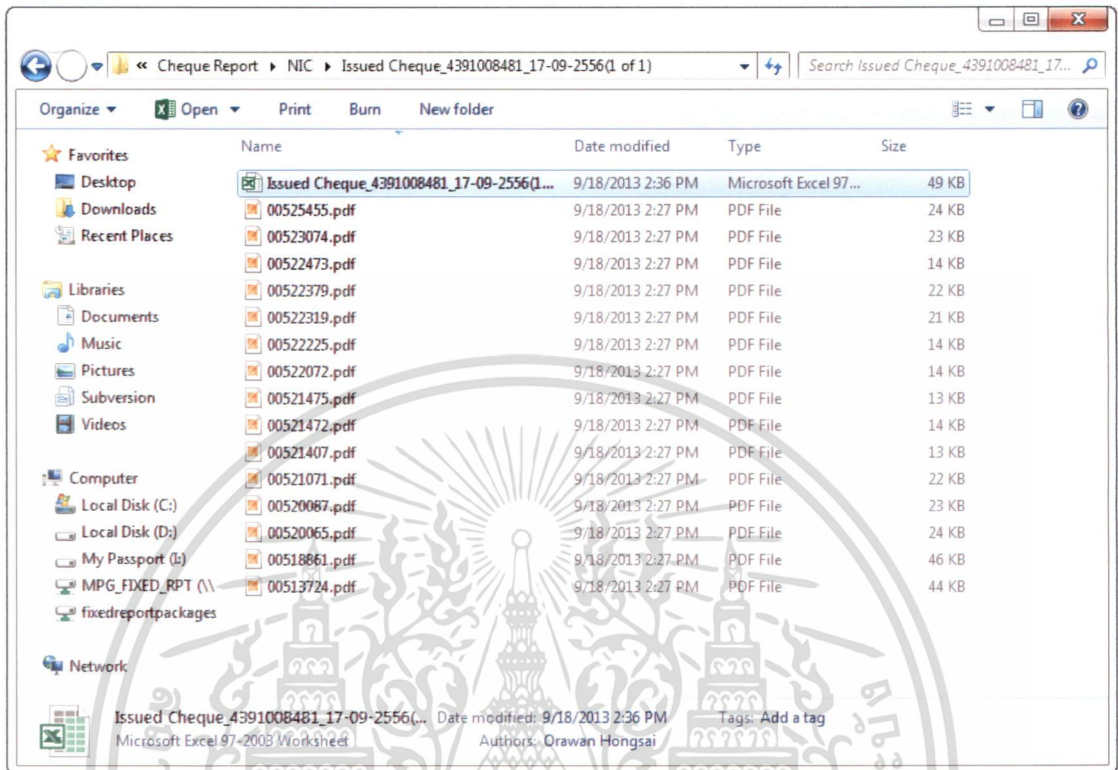 « Cheque Report ▸ NIC ▸ Issued Cheque_4391008481_17-09-2556(1 of 1)
Search Issued Cheque_4391008481_17...
Organize Open Print Burn New folder
Name Date modified Type Size
Favorites
Desktop
Downloads
Recent Places
Libraries
Documents
Music
Pictures
Subversion
Videos
Computer
Local Disk (C:)
Local Disk (D:)
My Passport (I:)
MPG_FIXED_RPT (\\
fixedreportpackages
Network
Issued Cheque_4391008481_17-09-2556(1... 9/18/2013 2:36 PM Microsoft Excel 97... 49 KB
00525455.pdf 9/18/2013 2:27 PM PDF File 24 KB
00523074.pdf 9/18/2013 2:27 PM PDF File 23 KB
00522473.pdf 9/18/2013 2:27 PM PDF File 14 KB
00522379.pdf 9/18/2013 2:27 PM PDF File 22 KB
00522319.pdf 9/18/2013 2:27 PM PDF File 21 KB
00522225.pdf 9/18/2013 2:27 PM PDF File 14 KB
00522072.pdf 9/18/2013 2:27 PM PDF File 14 KB
00521475.pdf 9/18/2013 2:27 PM PDF File 13 KB
00521472.pdf 9/18/2013 2:27 PM PDF File 14 KB
00521407.pdf 9/18/2013 2:27 PM PDF File 13 KB
00521071.pdf 9/18/2013 2:27 PM PDF File 22 KB
00520087.pdf 9/18/2013 2:27 PM PDF File 23 KB
00520065.pdf 9/18/2013 2:27 PM PDF File 24 KB
00518861.pdf 9/18/2013 2:27 PM PDF File 46 KB
00513724.pdf 9/18/2013 2:27 PM PDF File 44 KB
Issued Cheque_4391008481_17-09-2556(... Date modified: 9/18/2013 2:36 PM Tags: Add a tag
Microsoft Excel 97-2003 Worksheet Authors: Orawan Hongsai